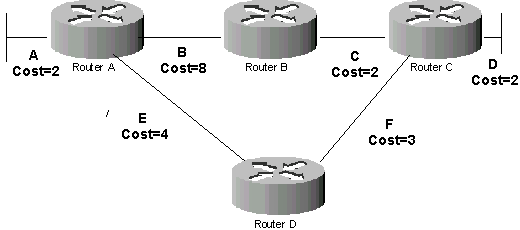 A
Cost=2
Router A
B
Cost=8
Router B
C
Cost=2
Router C
D
Cost=2
/
E
Cost=4
F
Cost=3
Router D